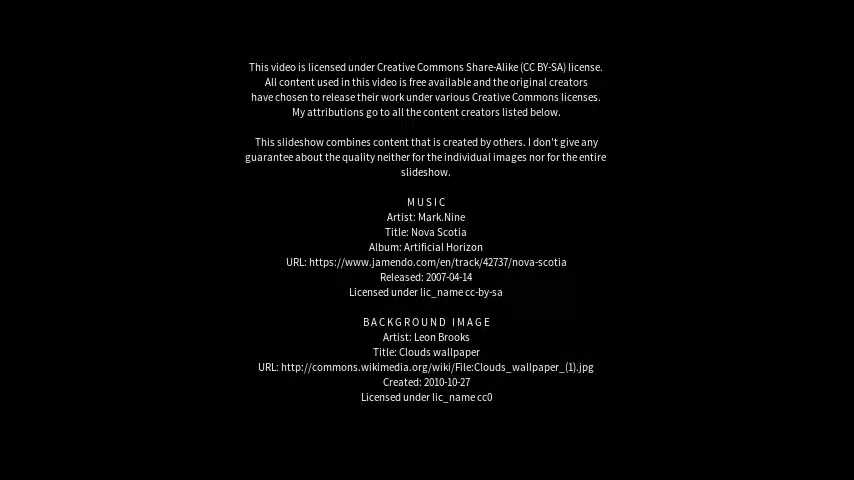 This video is licensed under Creative Commons Share-Alike (CC BY-SA) license.
All content used in this video is free available and the original creators
have chosen to release their work under various Creative Commons licenses.
My attributions go to all the content creators listed below.
This slideshow combines content that is created by others. I don't give any
guarantee about the quality neither for the individual images nor for the entire
slideshow.
MUSIC
Artist: Mark.Nine
Title: Nova Scotia
Album: Artificial Horizon
URL: https://www.jamendo.com/en/track/42737/nova-scotia
Released: 2007-04-14
Licensed under lic_name cc-by-sa
BACKGROUND IMAGE
Artist: Leon Brooks
Title: Clouds wallpaper
URL: http://commons.wikimedia.org/wiki/File:Clouds_wallpaper_(1).jpg
Created: 2010-10-27
Licensed under lic_name cc0